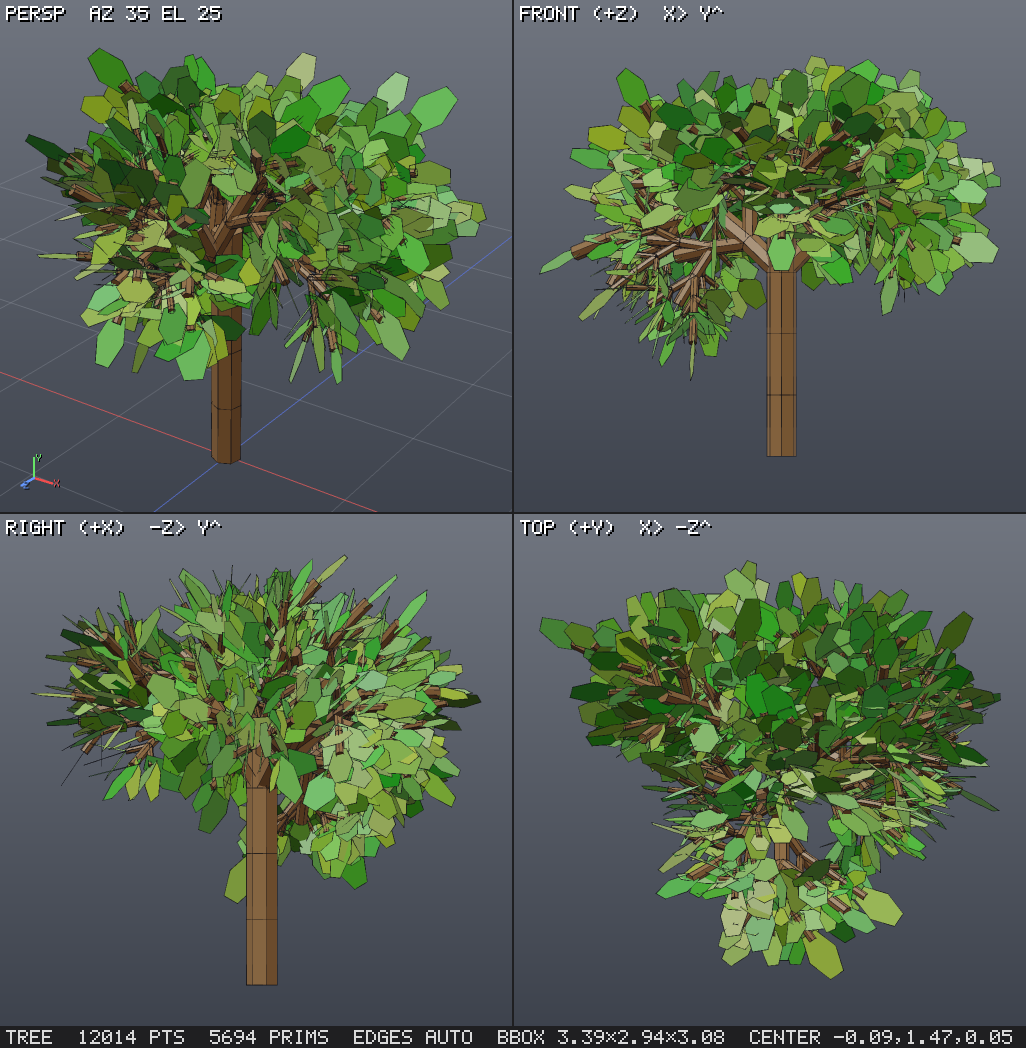 PERSP  AZ 35 EL 25
FRONT (+Z)  X> Y^
Y
X
Z
RIGHT (+X)  -Z> Y^
TOP (+Y)  X> -Z^
TREE  12014 PTS  5694 PRIMS  EDGES AUTO  BBOX 3.39×2.94×3.08  CENTER -0.09,1.47,0.05